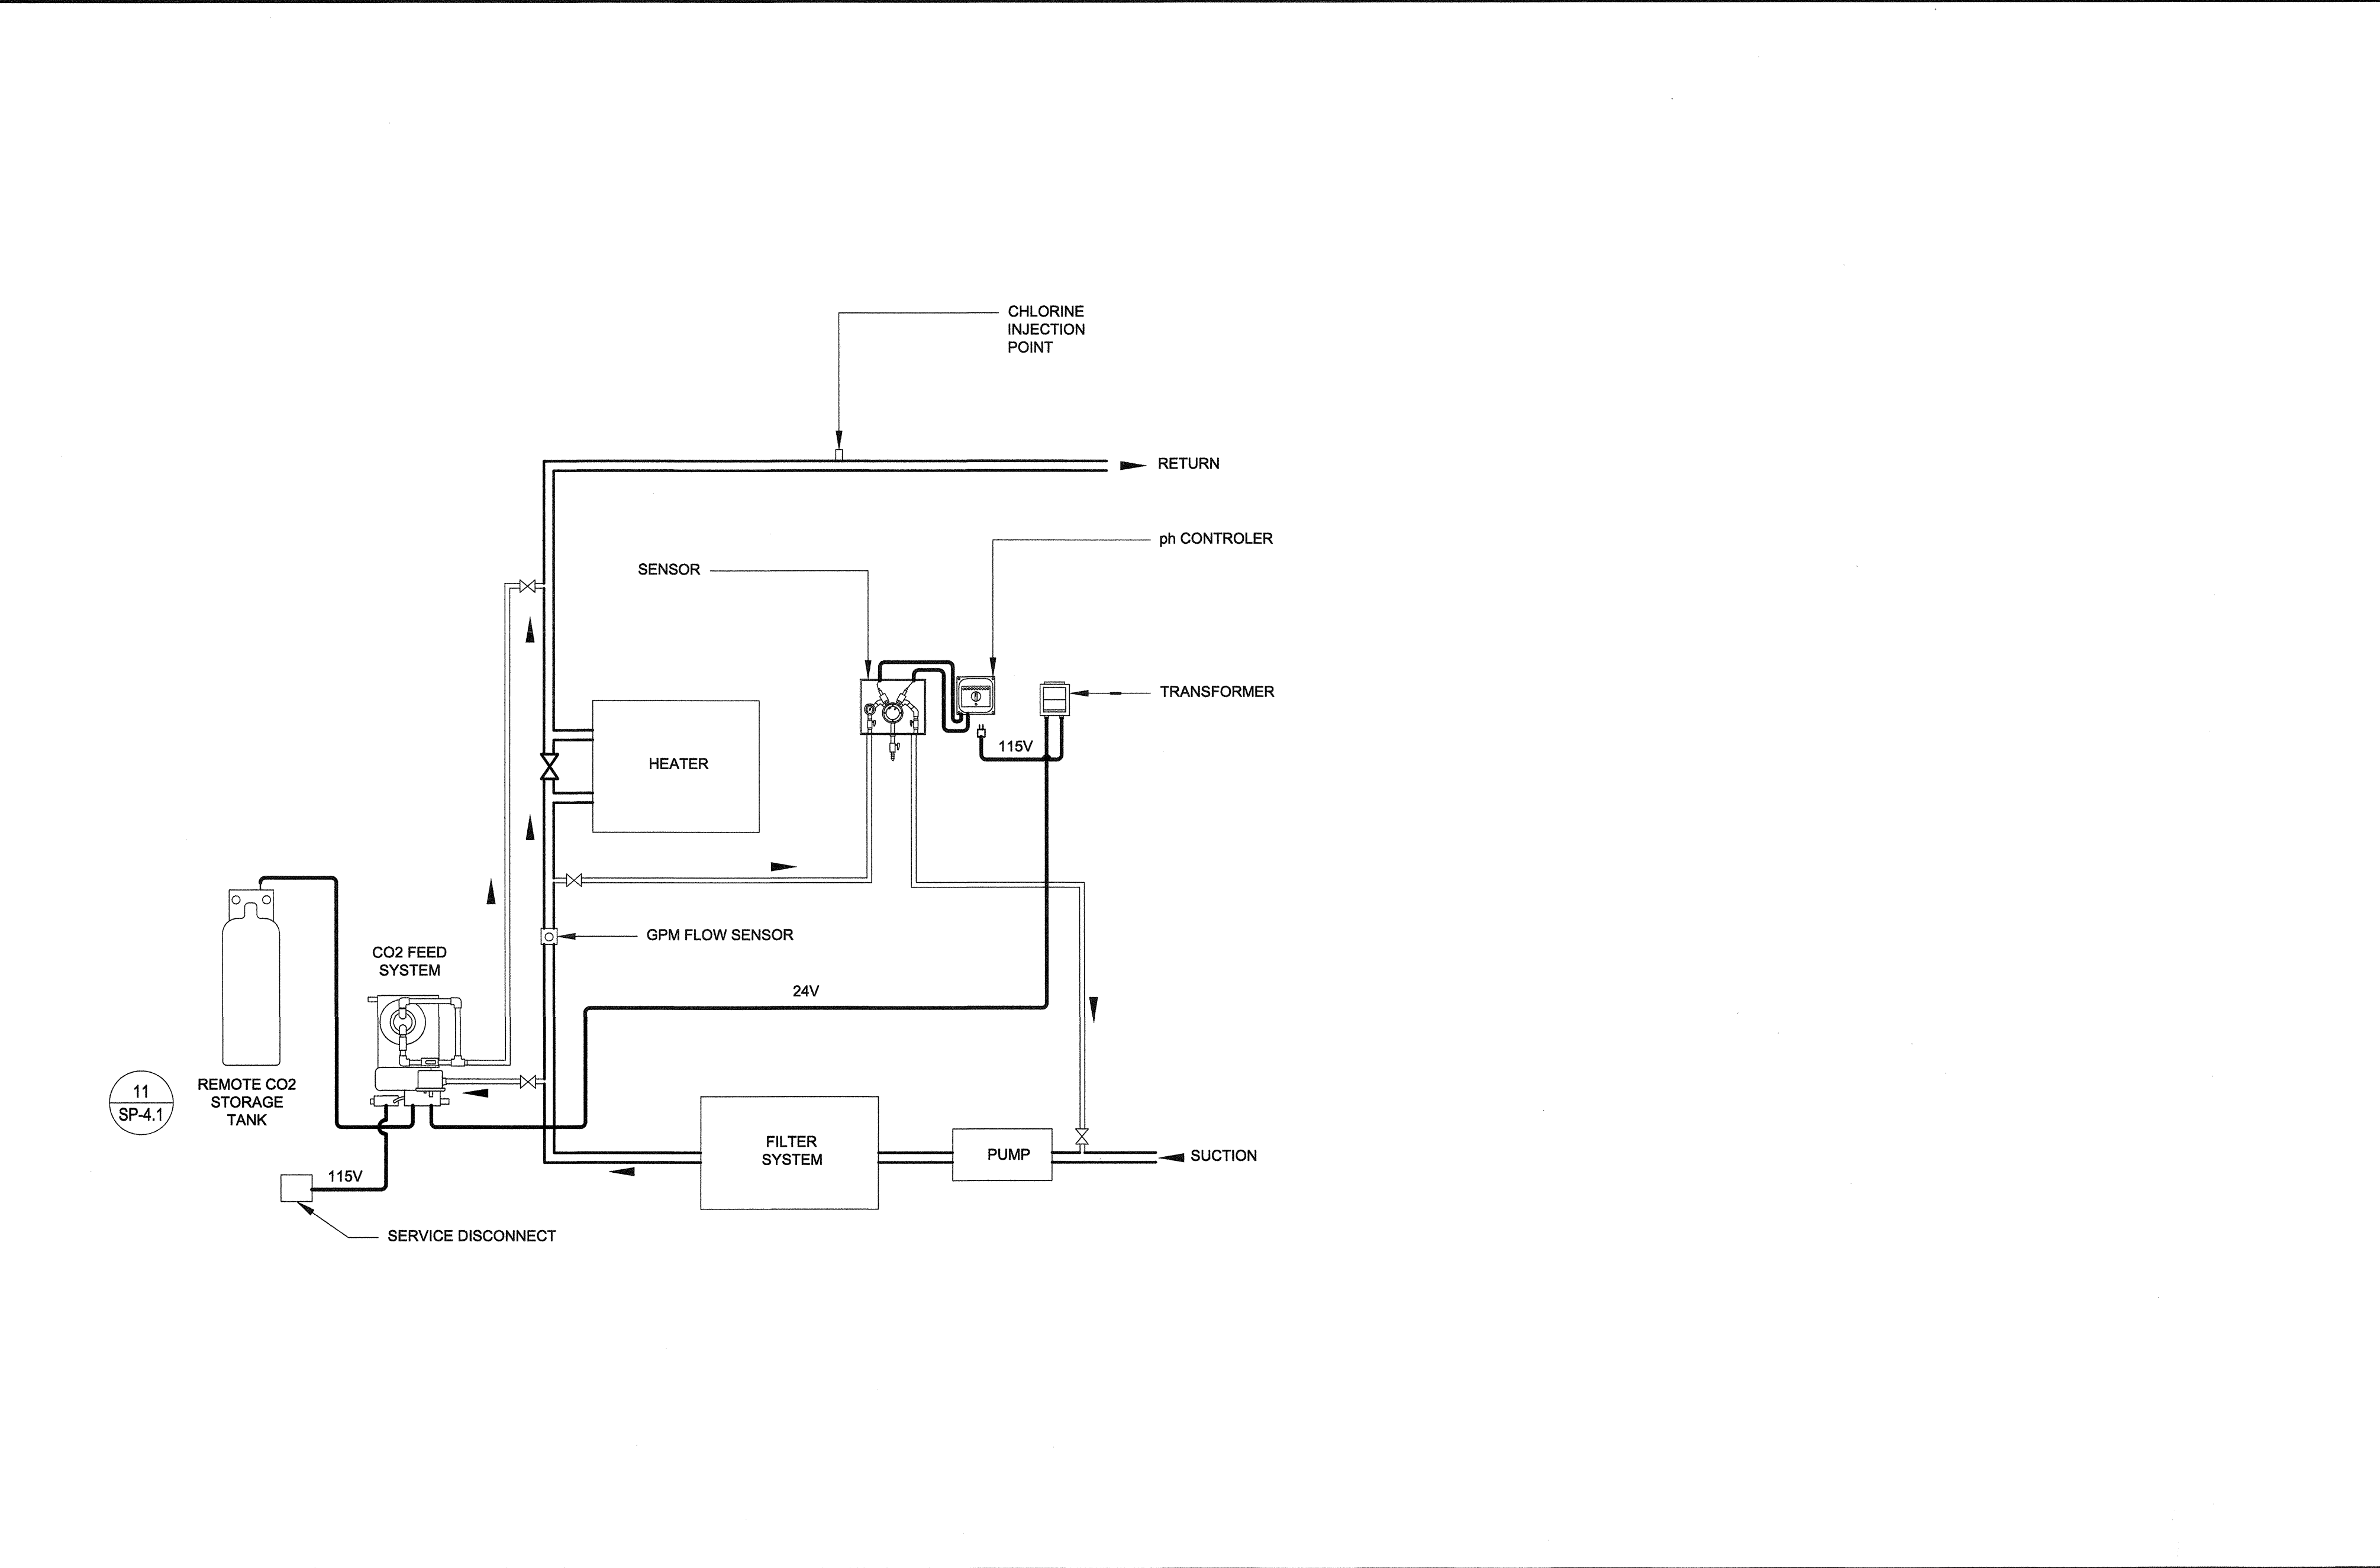 CHLORINE
INJECTION
POINT
RETURN
ph CONTROLER
SENSOR
TRANSFORMER
115V
HEATER
GPM FLOW SENSOR
CO2 FEED
SYSTEM
24V
11
SP-4.1
REMOTE CO2
STORAGE
TANK
FILTER
SYSTEM
PUMP
SUCTION
115V
SERVICE DISCONNECT